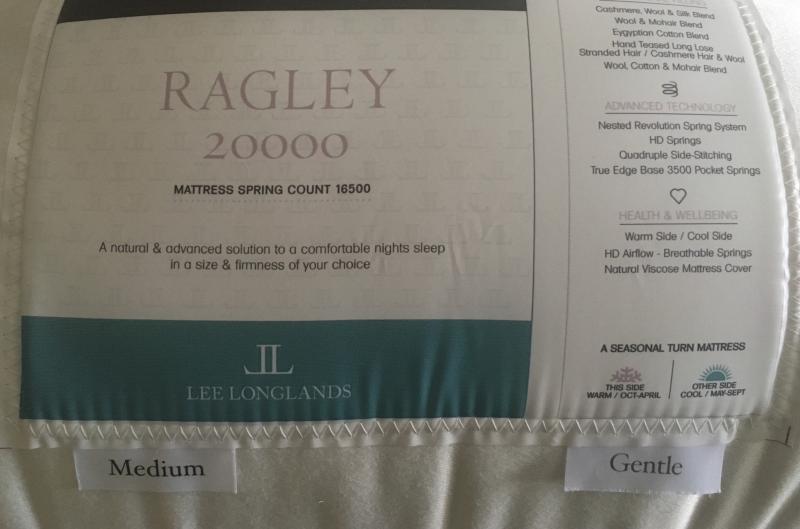 RAGLEY
20000
MATTRESS SPRING COUNT 16500
A natural & advanced solution to a comfortable nights sleep
in a size & firmness of your choice
LEE LONGLANDS
Cashmere, Wool & Silk Blend
Wool & Mohair Blend
Eygyptian Cotton Blend
Hand Teased Long Lose
Stranded Hair / Cashmere Hair & Wool
Wool, Cotton & Mohair Blend
ADVANCED TECHNOLOGY
Nested Revolution Spring System
HD Springs
Quadruple Side-Stitching
True Edge Base 3500 Pocket Springs
HEALTH & WELLBEING
Warm Side / Cool Side
HD Airflow - Breathable Springs
Natural Viscose Mattress Cover
A SEASONAL TURN MATTRESS
THIS SIDE
WARM / OCT-APRIL
OTHER SIDE
COOL / MAY-SEPT
Medium
Gentle